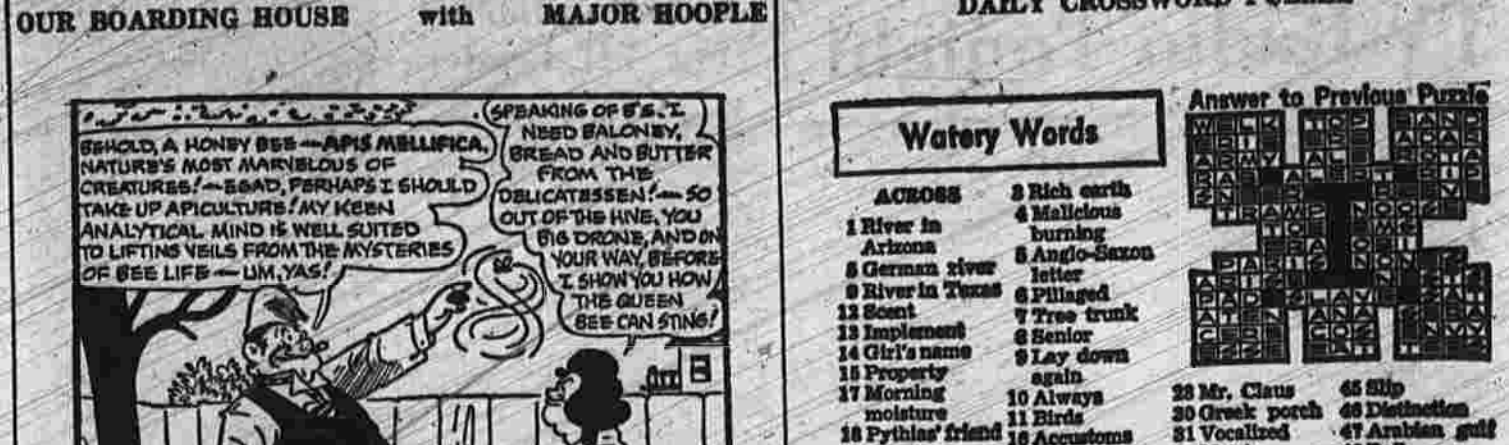 OUR BOARDING HOUSE with MAJOR HOOPLE
BEHOLD, A HONEY BEE — APIS MELLIFICA,
NATURE'S MOST MARVELOUS OF
CREATURES! — EGAD, PERHAPS I SHOULD
TAKE UP APICULTURE! MY KEEN
ANALYTICAL MIND IS WELL SUITED
TO LIFTING VEILS FROM THE MYSTERIES
OF BEE LIFE — UM, YAS!
SPEAKING OF B'S, I
NEED BALONEY,
BREAD AND BUTTER
FROM THE
DELICATESSEN! — SO
OUT OF THE HIVE, YOU
BIG DRONE, AND ON
YOUR WAY, BEFORE
I SHOW YOU HOW
THE QUEEN
BEE CAN STING!
DAILY CROSSWORD PUZZLE
Watery Words
ACROSS
1 River in
Arizona
5 German river
9 River in Texas
12 Scent
13 Implement
14 Girl's name
15 Property
17 Morning
moisture
18 Pythias' friend
3 Rich earth
4 Malicious
burning
5 Anglo-Saxon
letter
6 Pillaged
7 Tree trunk
8 Senior
9 Lay down
again
10 Always
11 Birds
16 Accustoms
Answer to Previous Puzzle
28 Mr. Claus
30 Greek porch
31 Vocalized
45 Slip
46 Distinction
47 Arabian gulf